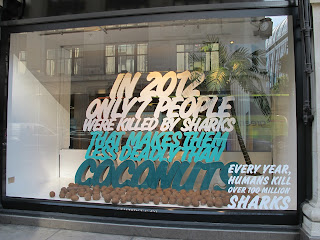 IN 2012
ONLY 7 PEOPLE
WERE KILLED BY SHARKS
THAT MAKES THEM
LESS DEADLY THAN
COCONUTS
EVERY YEAR,
HUMANS KILL
OVER 100 MILLION
SHARKS